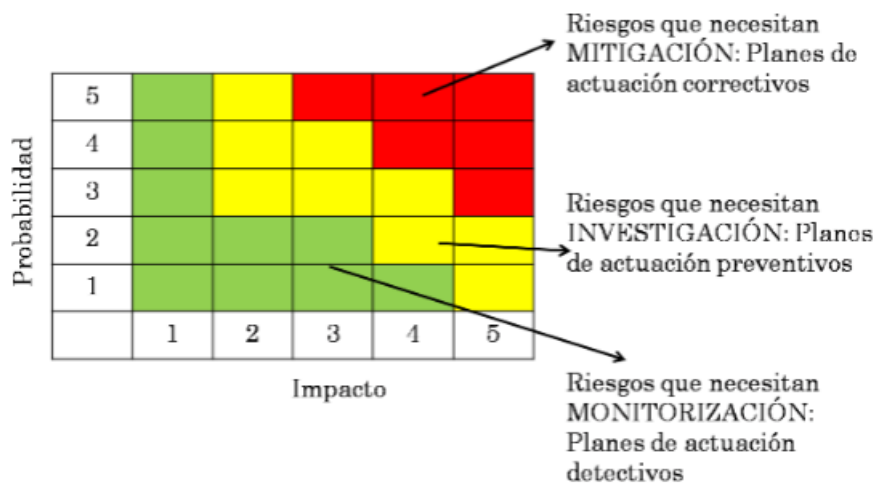 Riesgos que necesitan
MITIGACIÓN: Planes de
actuación correctivos
Probabilidad
5
4
3
2
1
1 2 3 4 5
Impacto
Riesgos que necesitan
INVESTIGACIÓN: Planes
de actuación preventivos
Riesgos que necesitan
MONITORIZACIÓN:
Planes de actuación
detectivos